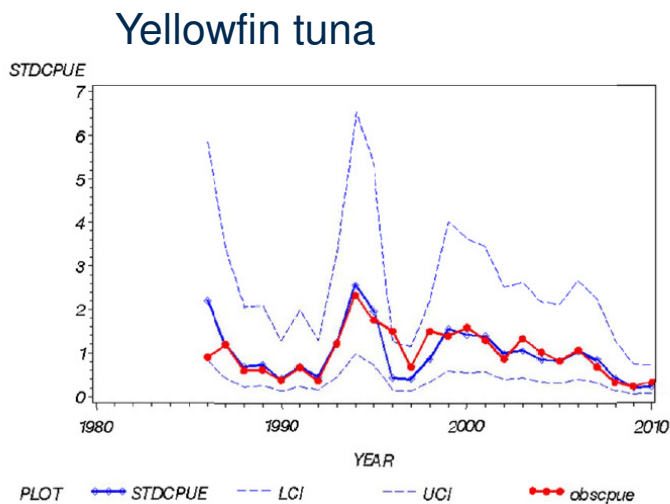 Yellowfin tuna
STDCPUE
7
6
5
4
3
2
1
0
1980 1990 2000 2010
YEAR
PLOT STDCPUE LCI UCI obscpue